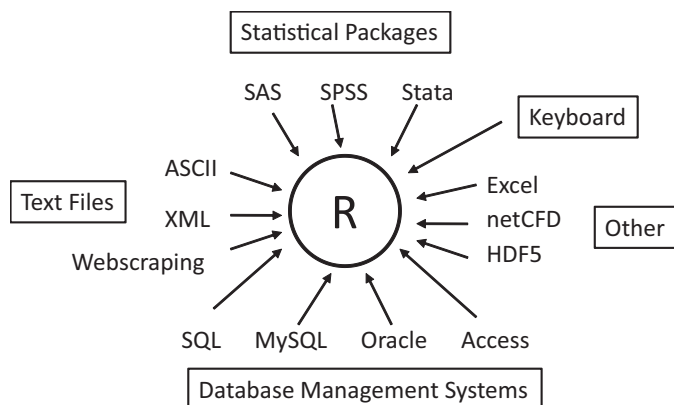 Statistical Packages
SAS SPSS Stata
Keyboard
ASCII
Text Files
XML
Webscraping
R
Excel
netCFD
HDF5
Other
SQL MySQL Oracle Access
Database Management Systems